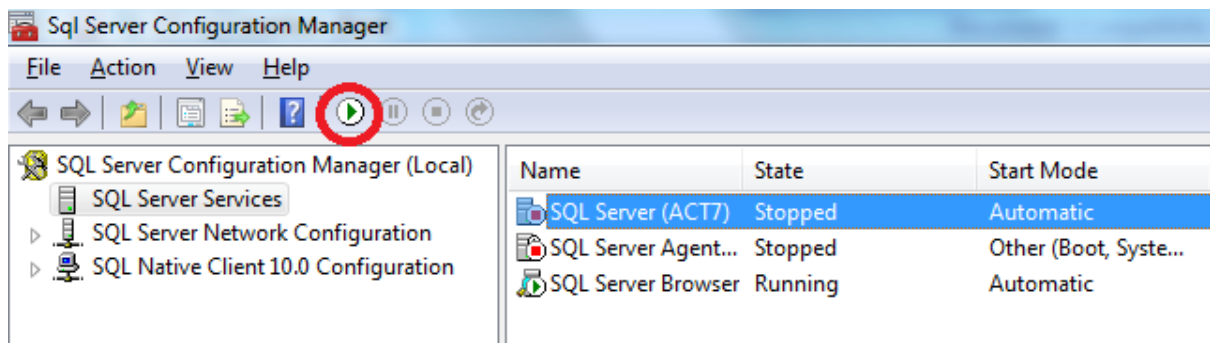 Sql Server Configuration Manager
File Action View Help
SQL Server Configuration Manager (Local)
SQL Server Services
SQL Server Network Configuration
SQL Native Client 10.0 Configuration
Name State Start Mode
SQL Server (ACT7) Stopped Automatic
SQL Server Agent... Stopped Other (Boot, Syste...
SQL Server Browser Running Automatic